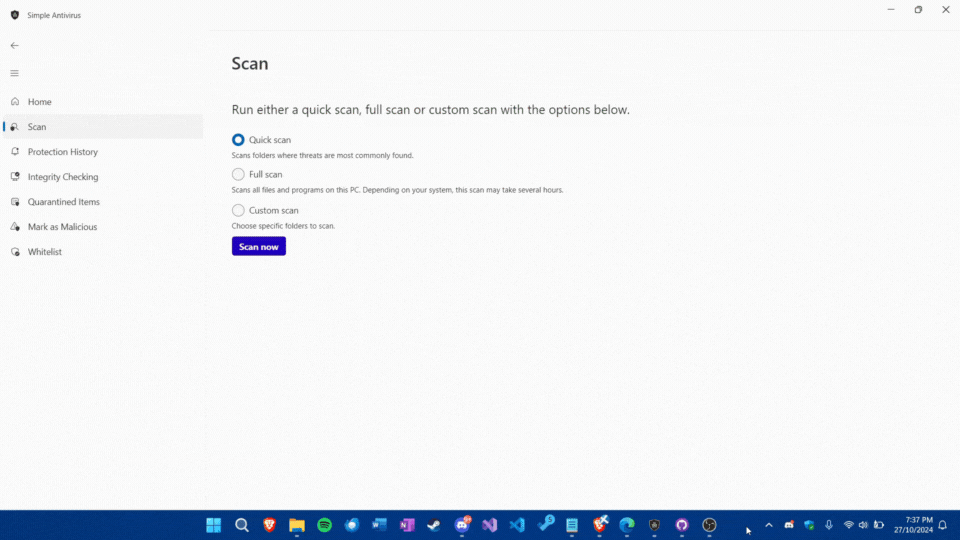 Simple Antivirus
Home
Scan
Protection History
Integrity Checking
Quarantined Items
Mark as Malicious
Whitelist
Scan
Run either a quick scan, full scan or custom scan with the options below.
Quick scan
Scans folders where threats are most commonly found.
Full scan
Scans all files and programs on this PC. Depending on your system, this scan may take several hours.
Custom scan
Choose specific folders to scan.
Scan now
7:37 PM
27/10/2024